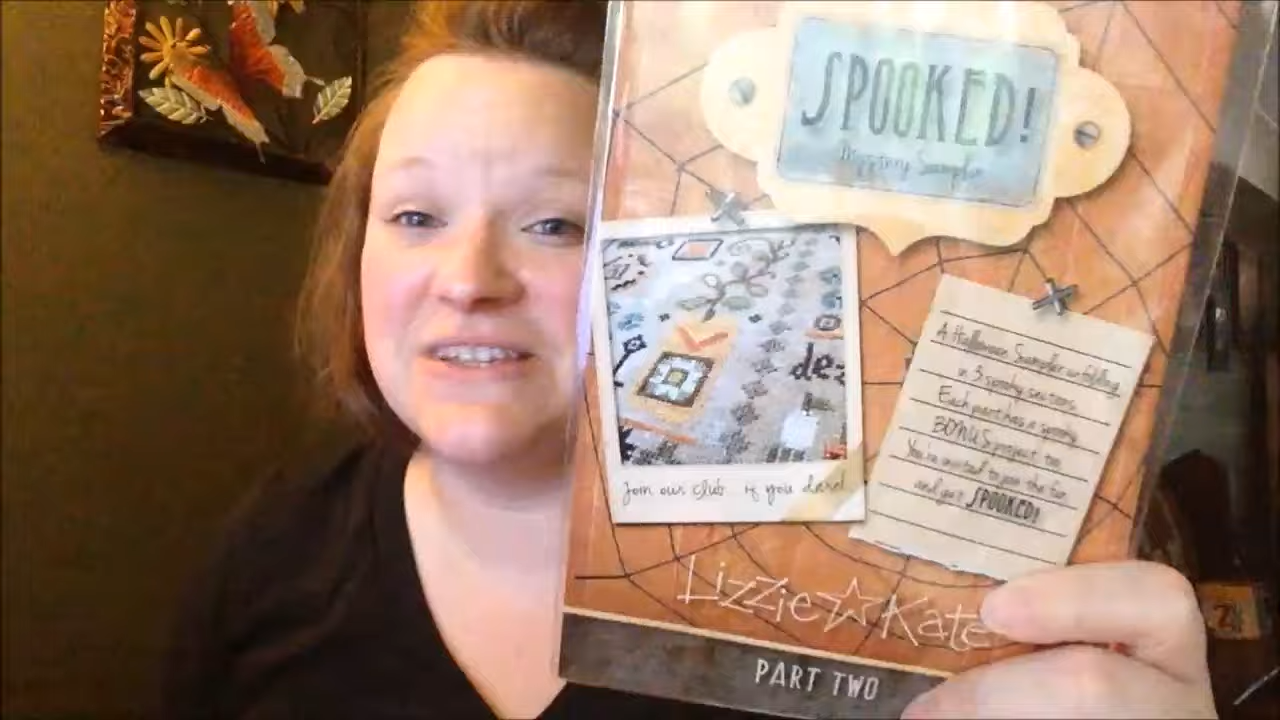 SPOOKED!
Mystery Sampler
dez
Join our club if you dare!
A Halloween Sampler unfolding
in 3 spooky sections.
Each part has a spooky
BONUS project too.
You're invited to join the fun
and get SPOOKED!
Lizzie Kate
PART TWO